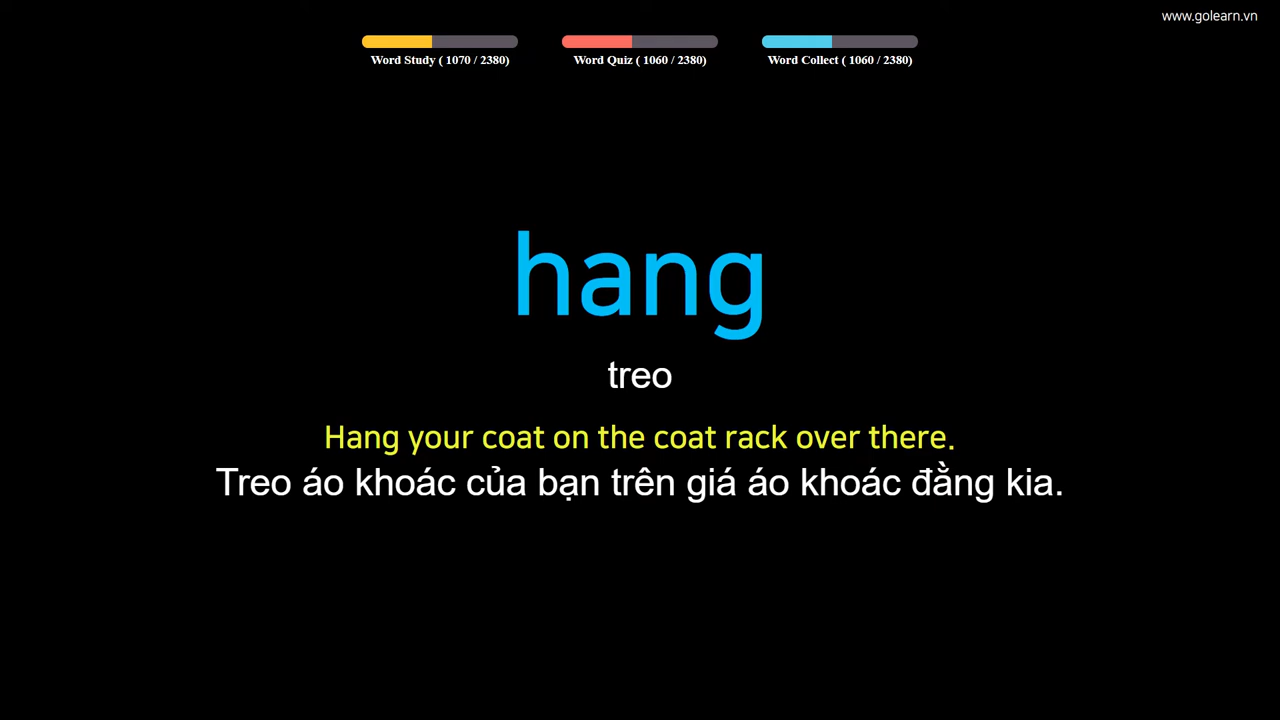 www.golearn.vn
Word Study ( 1070 / 2380)
Word Quiz ( 1060 / 2380)
Word Collect ( 1060 / 2380)
hang
treo
Hang your coat on the coat rack over there.
Treo áo khoác của bạn trên giá áo khoác đằng kia.